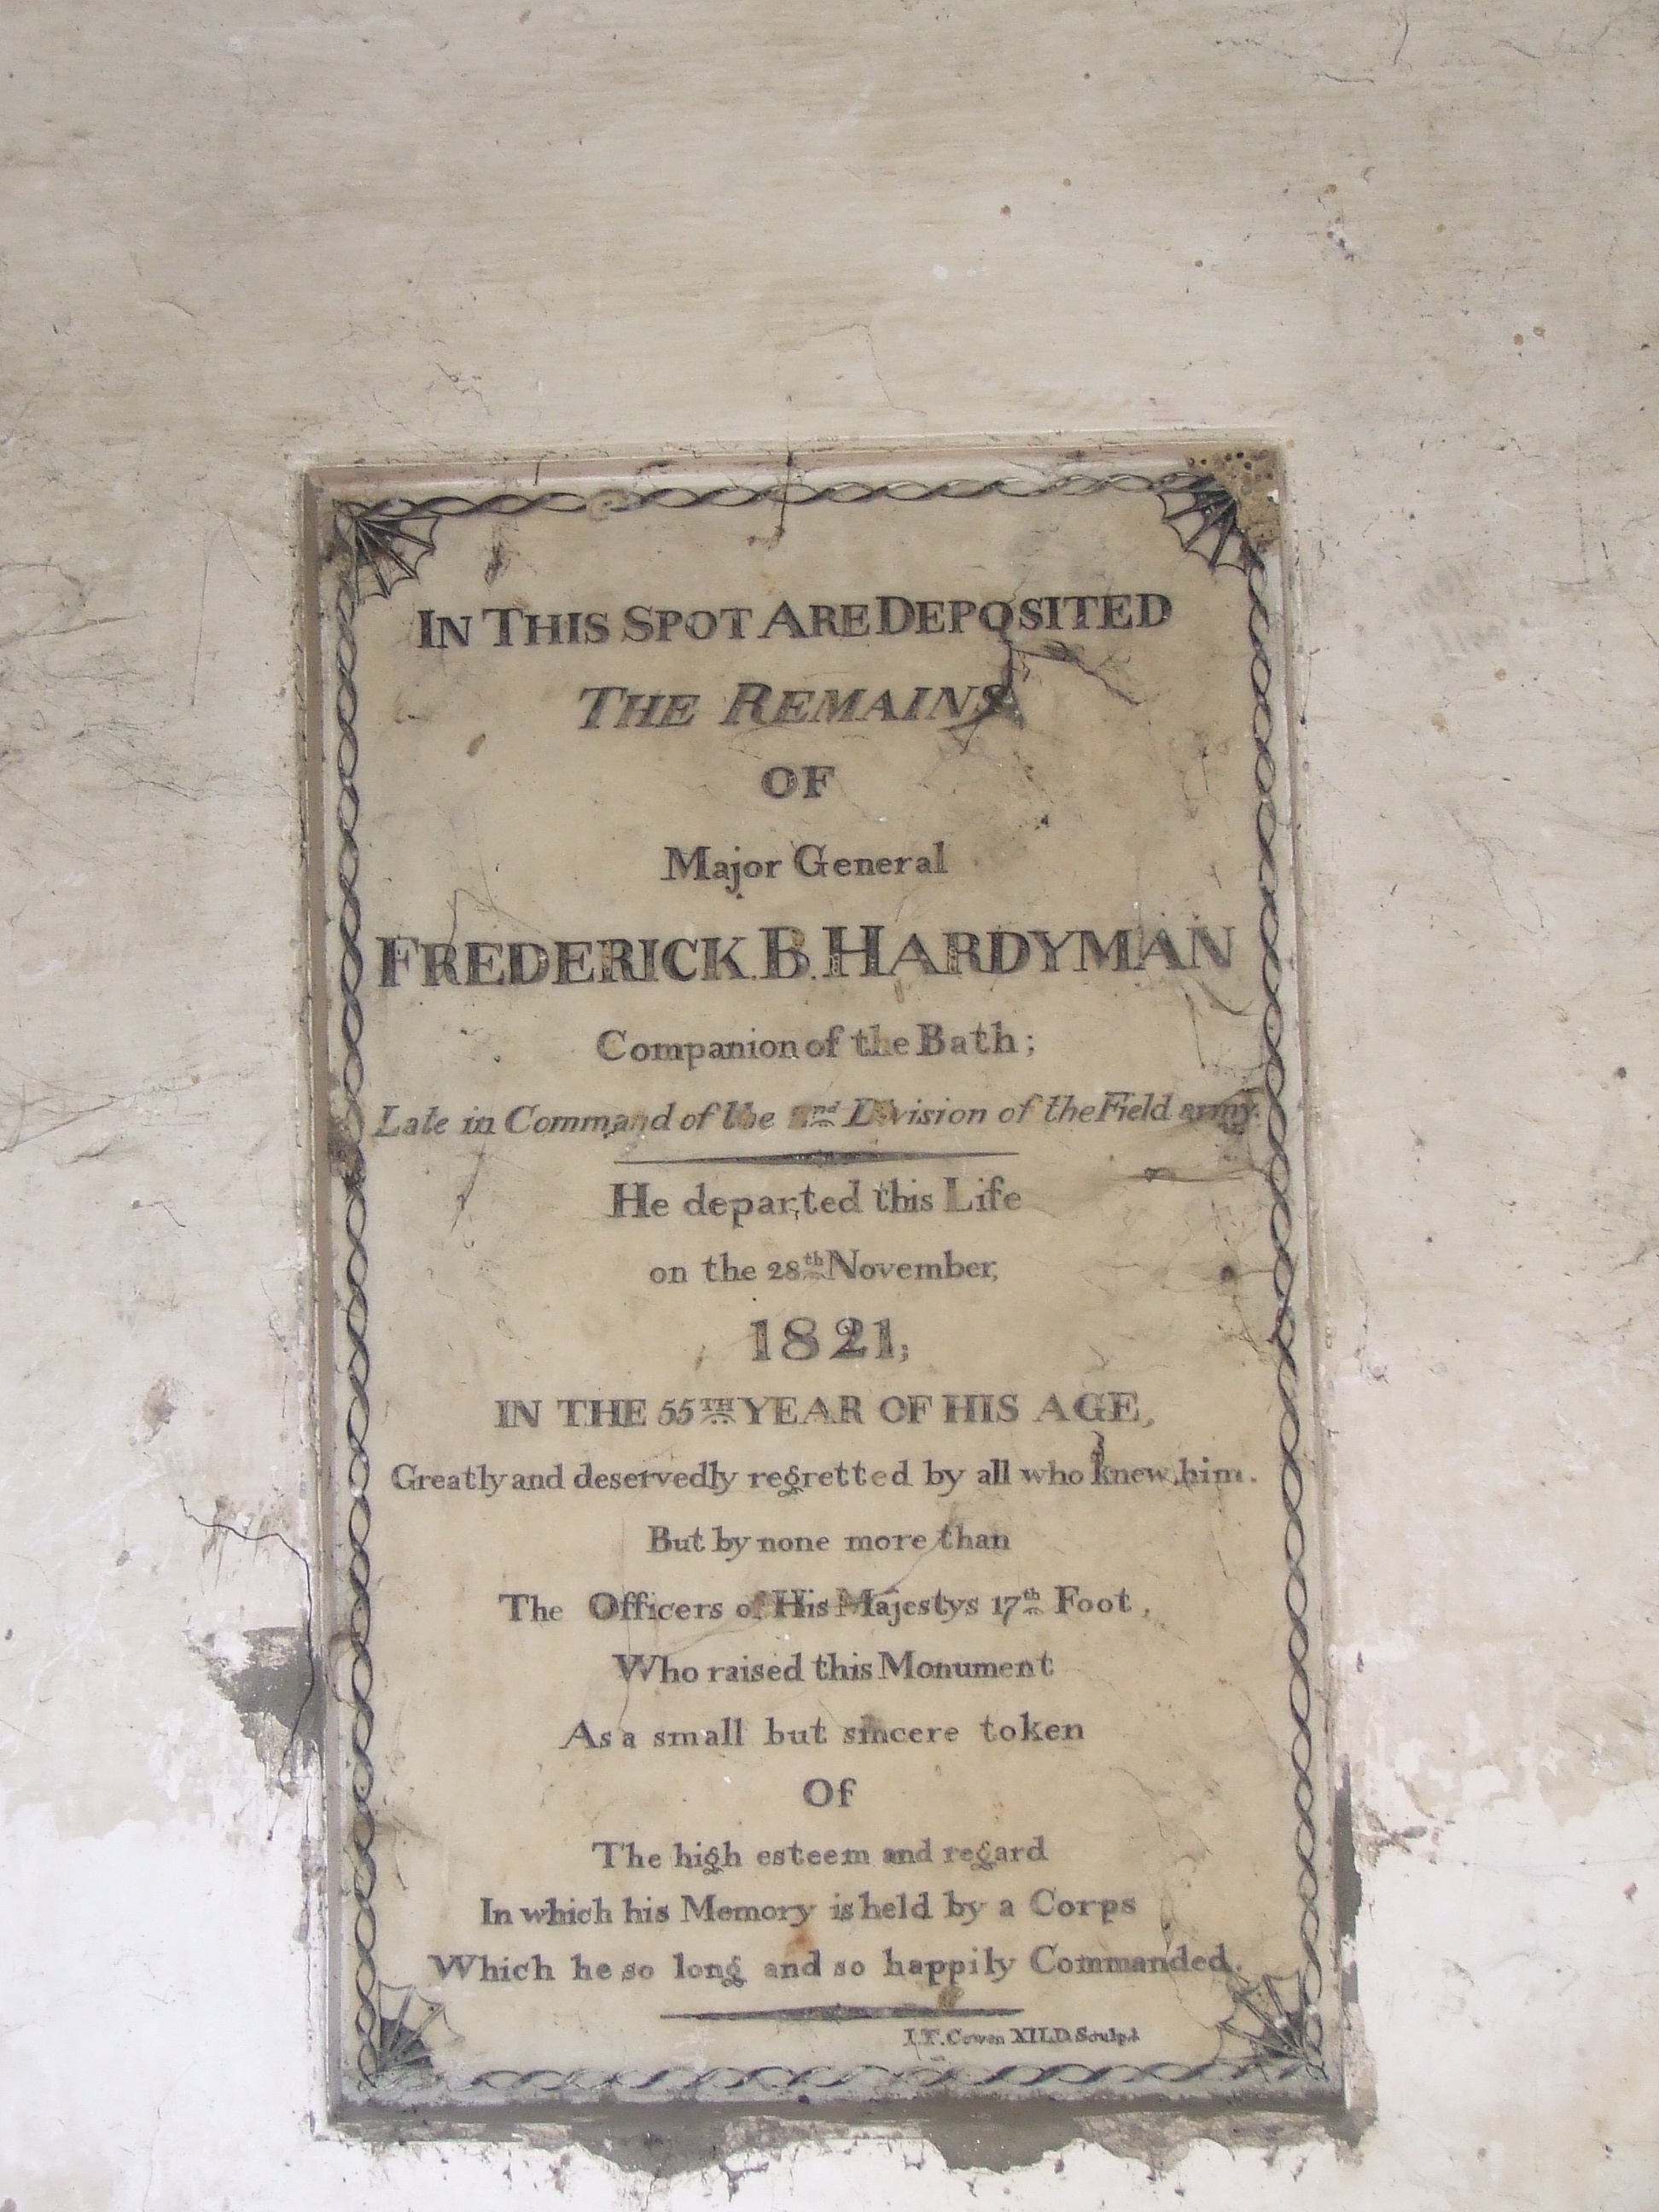 IN THIS SPOT ARE DEPOSITED
THE REMAINS
OF
Major General
FREDERICK.B.HARDYMAN
Companion of the Bath;
Late in Command of the 2nd Division of the Field army.
He departed this Life
on the 28th November,
1821;
IN THE 55TH YEAR OF HIS AGE,
Greatly and deservedly regretted by all who knew him.
But by none more than
The Officers of His Majestys 17th Foot,
Who raised this Monument
As a small but sincere token
Of
The high esteem and regard
In which his Memory is held by a Corps
Which he so long and so happily Commanded.
I.T.Cowen XII.D.Sculpt